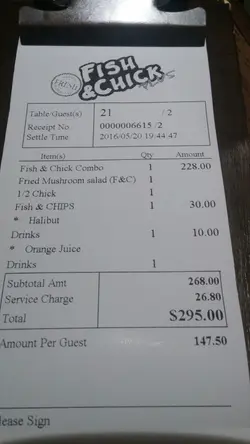 FRESH
FISH
& CHICK
Table/Guest(s) 21 / 2
Receipt No. 0000006615 /2
Settle Time 2016/05/20 19:44:47
Item(s) Qty Amount
Fish & Chick Combo 1 228.00
Fried Mushroom salad (F&C) 1
1/2 Chick 1
Fish & CHIPS 1 30.00
* Halibut
Drinks 1 10.00
* Orange Juice
Drinks 1
Subtotal Amt 268.00
Service Charge 26.80
Total $295.00
Amount Per Guest 147.50
lease Sign